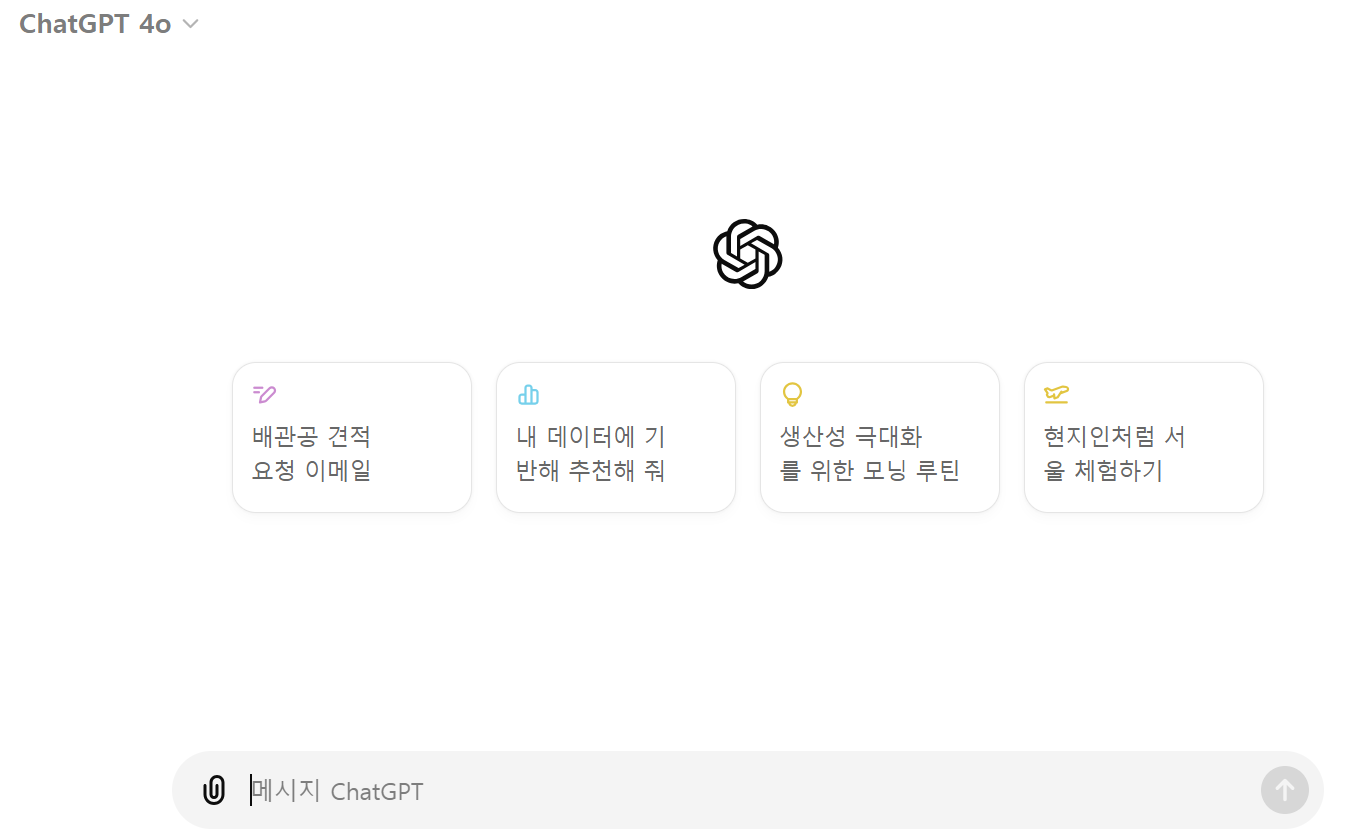 ChatGPT 4o
배관공 견적
요청 이메일
내 데이터에 기
반해 추천해 줘
생산성 극대화
를 위한 모닝 루틴
현지인처럼 서
울 체험하기
메시지 ChatGPT